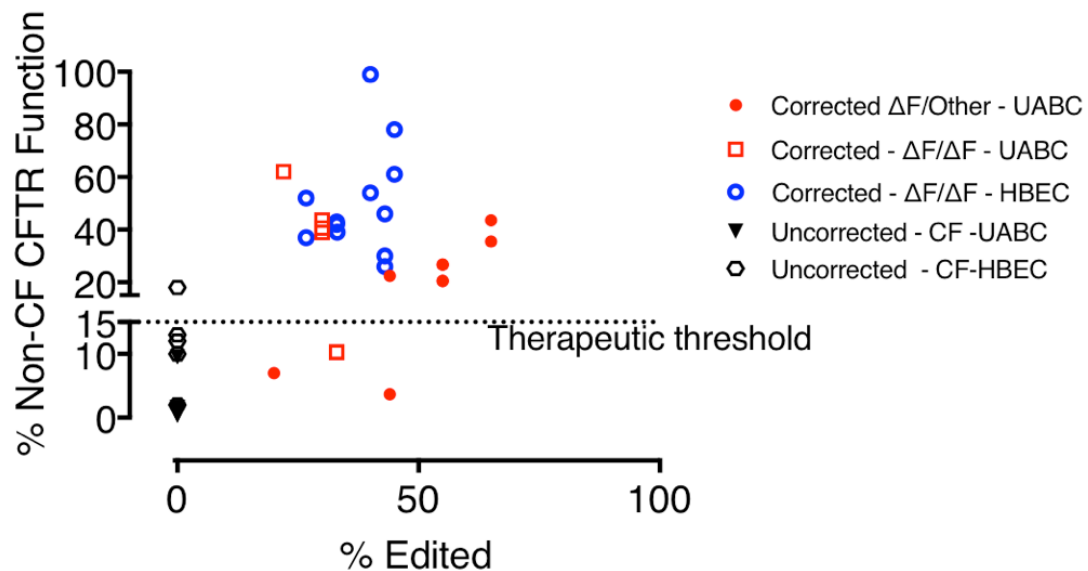 % Non-CF CFTR Function
100
80
60
40
20
15
10
0
Therapeutic threshold
0 50 100
% Edited
Corrected ΔF/Other - UABC
Corrected - ΔF/ΔF - UABC
Corrected - ΔF/ΔF - HBEC
Uncorrected - CF -UABC
Uncorrected - CF-HBEC